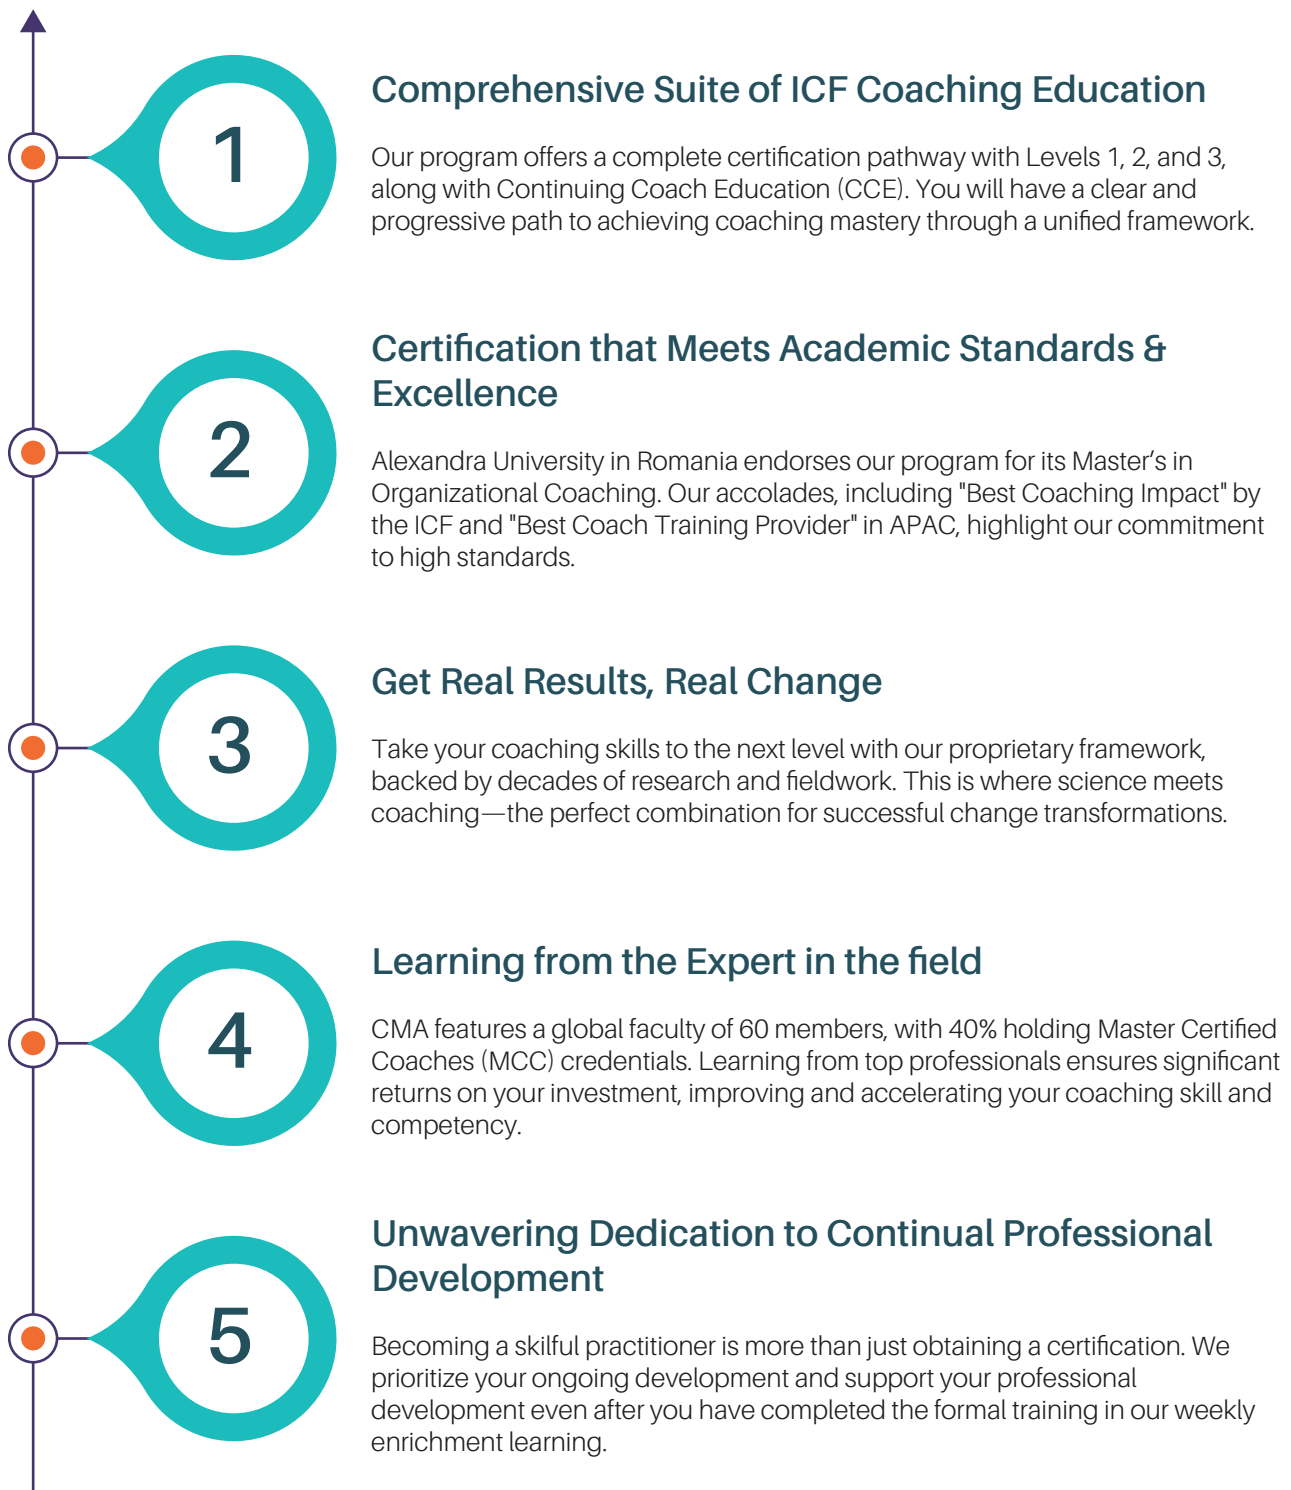 1
Comprehensive Suite of ICF Coaching Education
Our program offers a complete certification pathway with Levels 1, 2, and 3,
along with Continuing Coach Education (CCE). You will have a clear and
progressive path to achieving coaching mastery through a unified framework.
2
Certification that Meets Academic Standards &
Excellence
Alexandra University in Romania endorses our program for its Master’s in
Organizational Coaching. Our accolades, including "Best Coaching Impact" by
the ICF and "Best Coach Training Provider" in APAC, highlight our commitment
to high standards.
3
Get Real Results, Real Change
Take your coaching skills to the next level with our proprietary framework,
backed by decades of research and fieldwork. This is where science meets
coaching—the perfect combination for successful change transformations.
4
Learning from the Expert in the field
CMA features a global faculty of 60 members, with 40% holding Master Certified
Coaches (MCC) credentials. Learning from top professionals ensures significant
returns on your investment, improving and accelerating your coaching skill and
competency.
5
Unwavering Dedication to Continual Professional
Development
Becoming a skilful practitioner is more than just obtaining a certification. We
prioritize your ongoing development and support your professional
development even after you have completed the formal training in our weekly
enrichment learning.